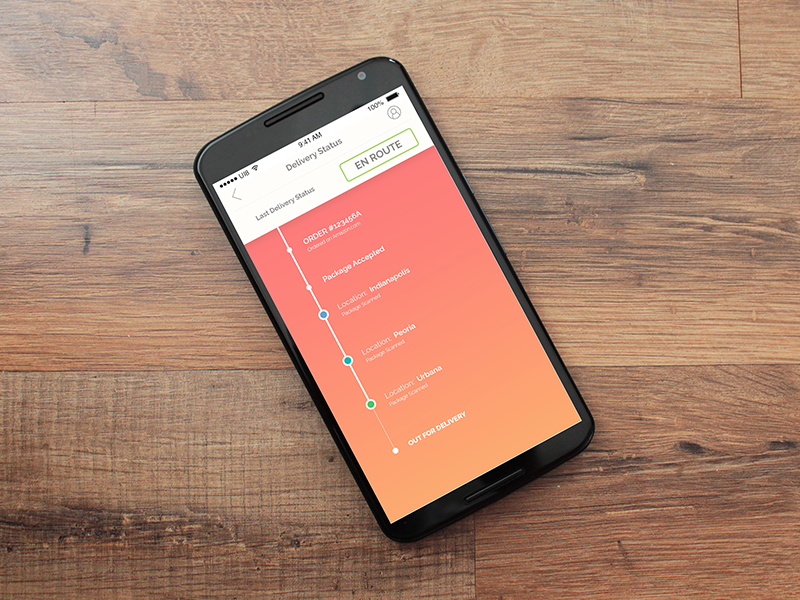 ●●●●● UI8 9:41 AM 100%
Delivery Status
Last Delivery Status EN ROUTE
ORDER #123456A
Ordered on Amazon.com
Package Accepted
Location: Indianapolis
Package Scanned
Location: Peoria
Package Scanned
Location: Urbana
Package Scanned
OUT FOR DELIVERY